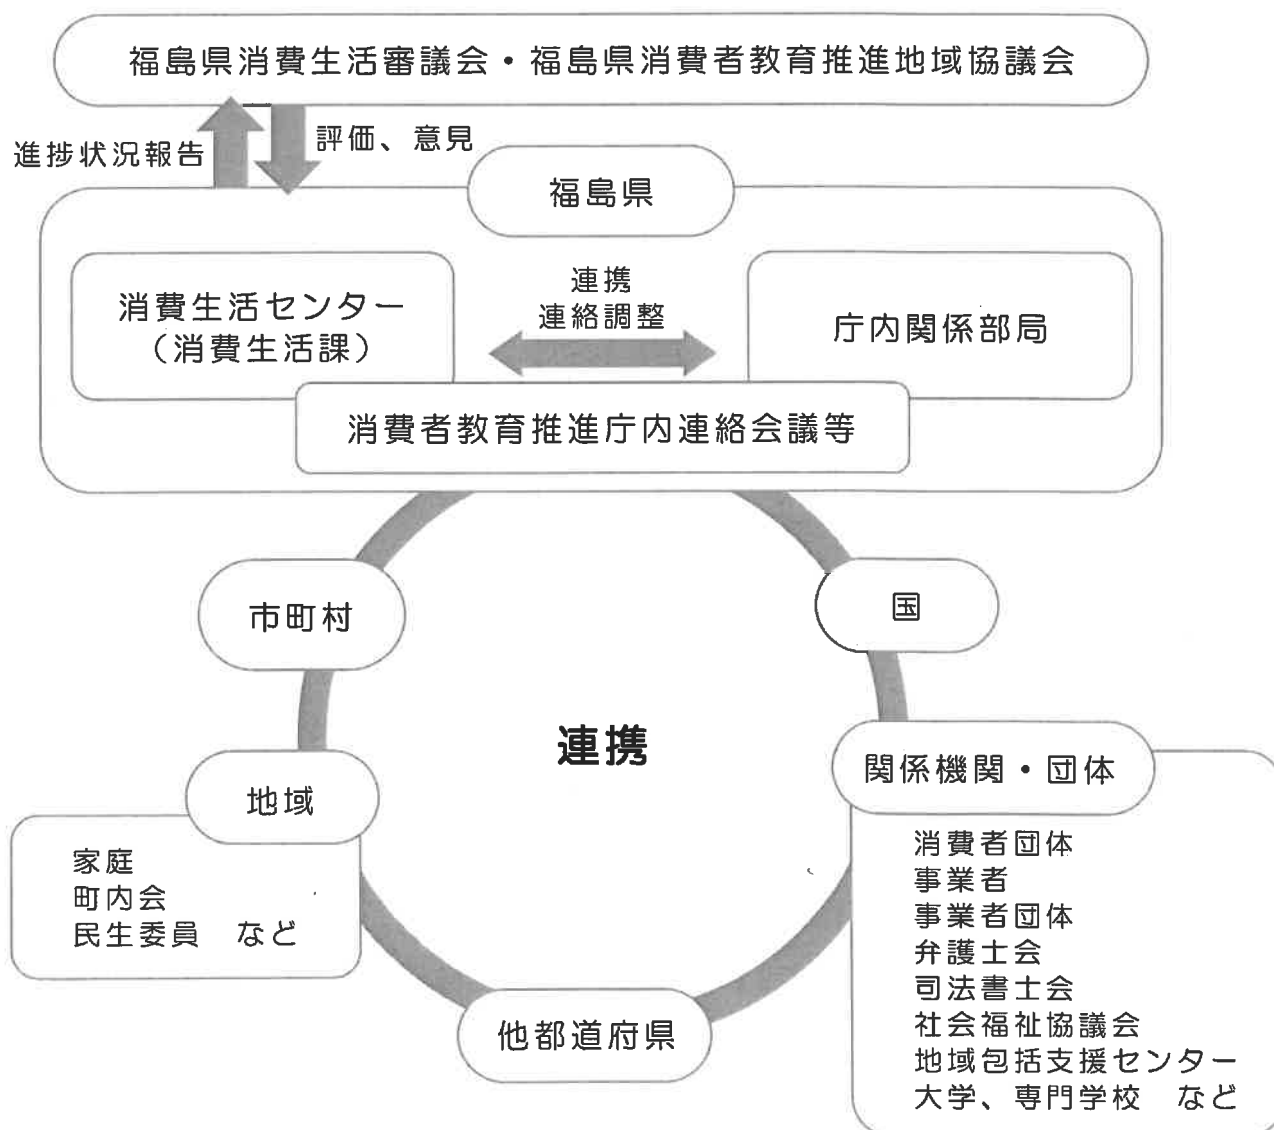 福島県消費生活審議会・福島県消費者教育推進地域協議会
進捗状況報告
評価、意見
福島県
消費生活センター
（消費生活課）
連携
連絡調整
庁内関係部局
消費者教育推進庁内連絡会議等
市町村
国
連携
地域
家庭
町内会
民生委員　など
関係機関・団体
消費者団体
事業者
事業者団体
弁護士会
司法書士会
社会福祉協議会
地域包括支援センター
大学、専門学校　など
他都道府県